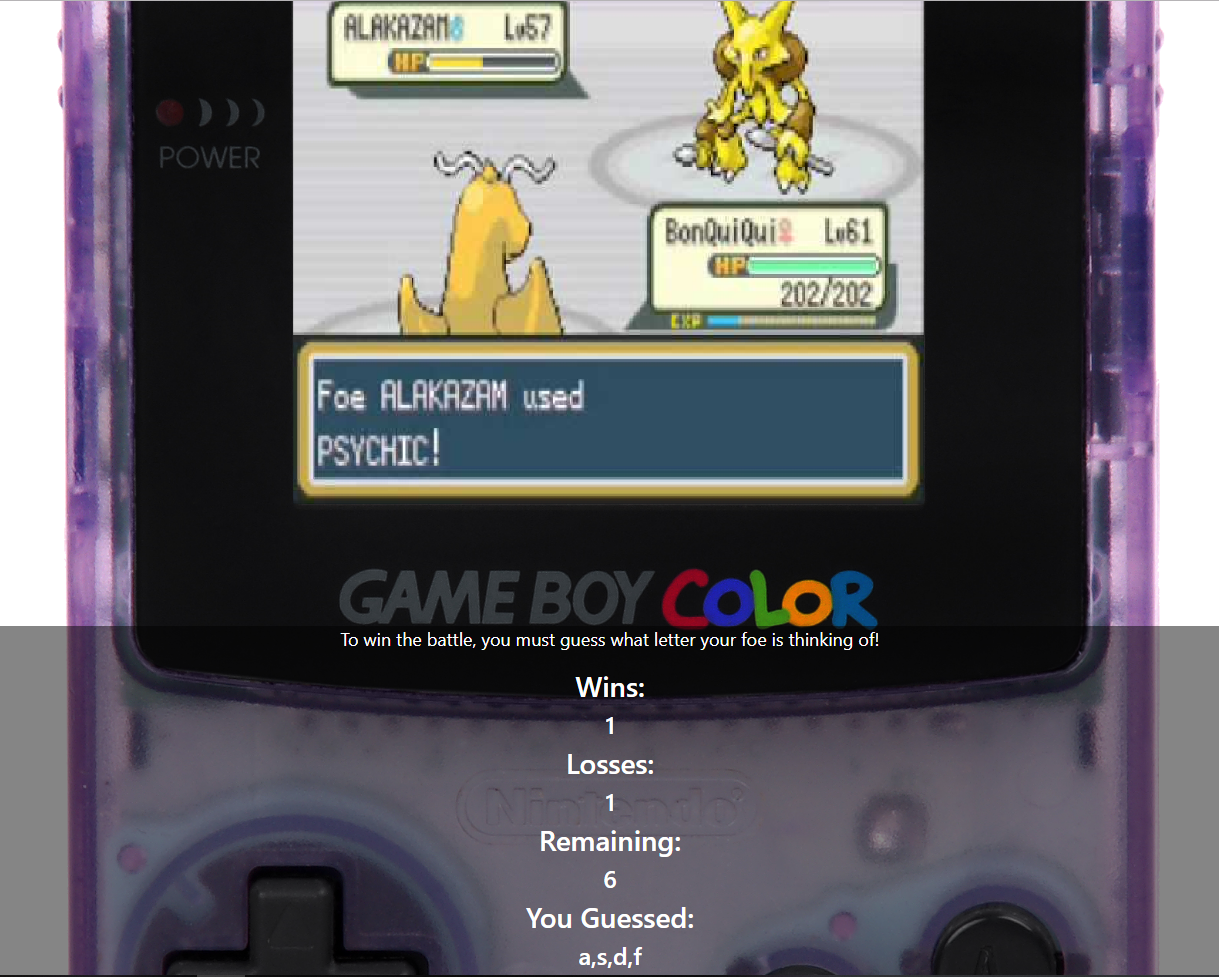 ALAKAZAM♂ Lv57
HP
POWER
BonQuiQui♀ Lv61
HP
202/202
EXP
Foe ALAKAZAM used
PSYCHIC!
GAME BOY COLOR
To win the battle, you must guess what letter your foe is thinking of!
Wins:
1
Losses:
1
Nintendo®
Remaining:
6
You Guessed:
a,s,d,f
A